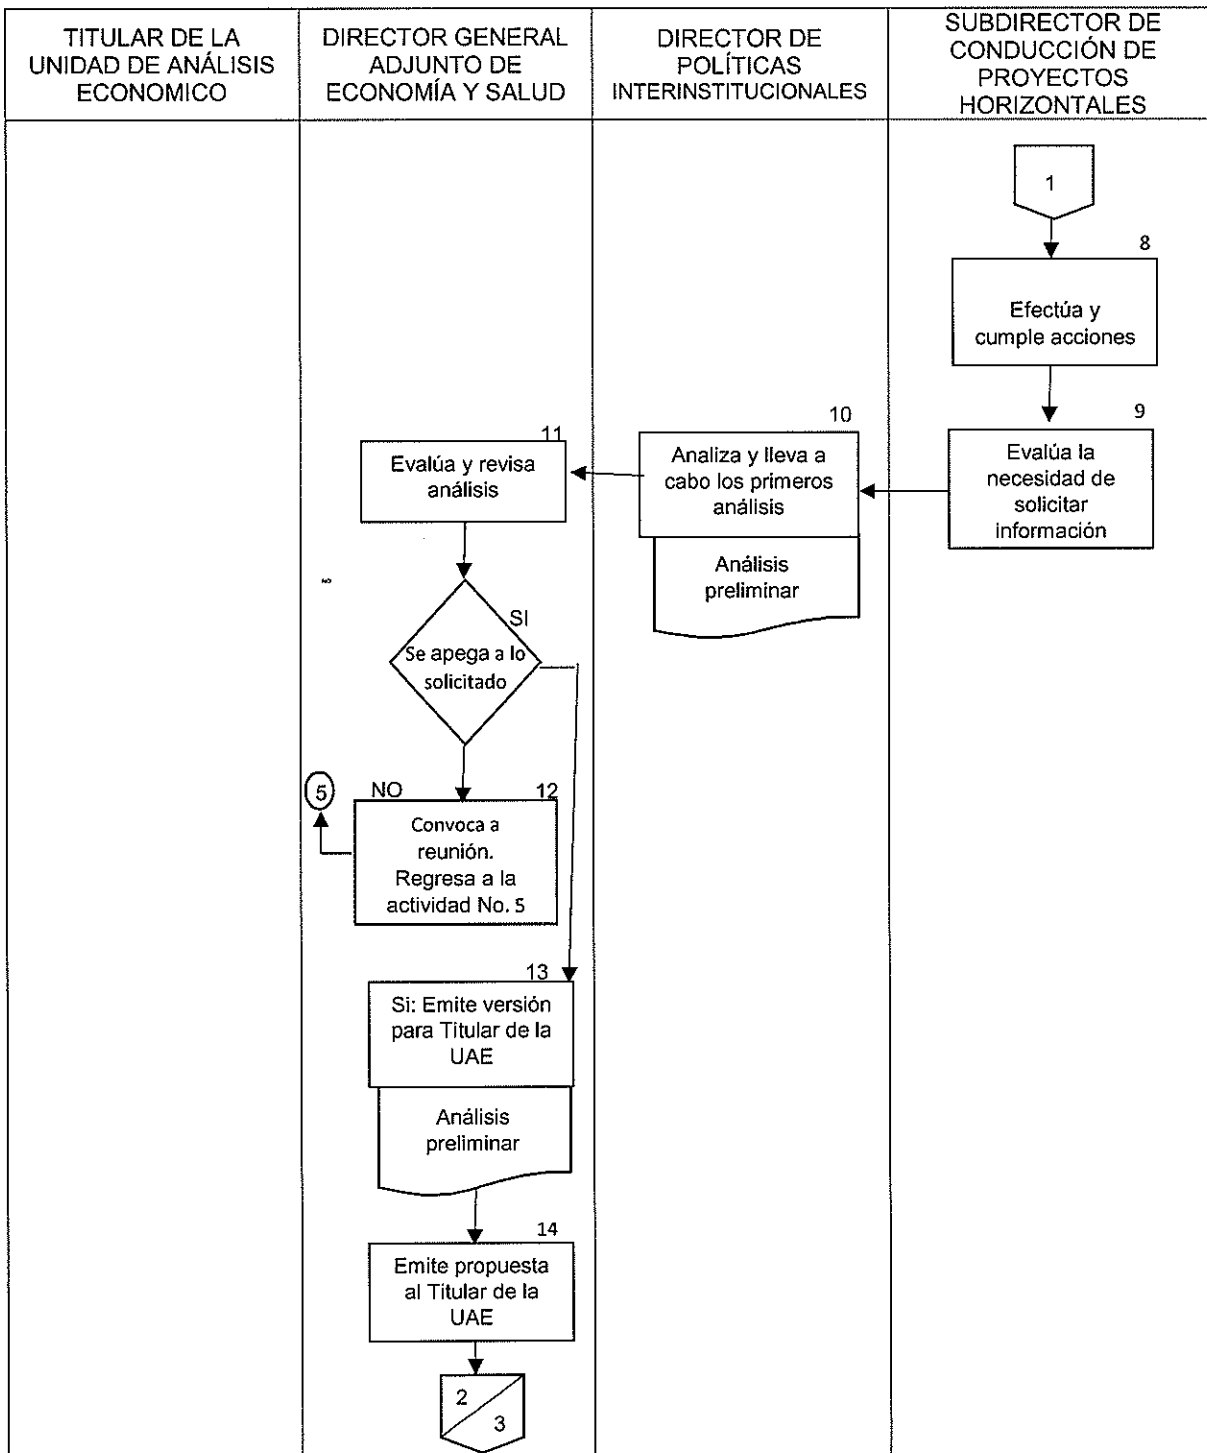 TITULAR DE LA
UNIDAD DE ANÁLISIS
ECONOMICO
DIRECTOR GENERAL
ADJUNTO DE
ECONOMÍA Y SALUD
DIRECTOR DE
POLÍTICAS
INTERINSTITUCIONALES
SUBDIRECTOR DE
CONDUCCIÓN DE
PROYECTOS
HORIZONTALES
1
8
Efectúa y
cumple acciones
9
Evalúa la
necesidad de
solicitar
información
10
Analiza y lleva a
cabo los primeros
análisis
Análisis
preliminar
11
Evalúa y revisa
análisis
SI
Se apega a lo
solicitado
NO
5
12
Convoca a
reunión.
Regresa a la
actividad No. 5
13
Si: Emite versión
para Titular de la
UAE
Análisis
preliminar
14
Emite propuesta
al Titular de la
UAE
2
3